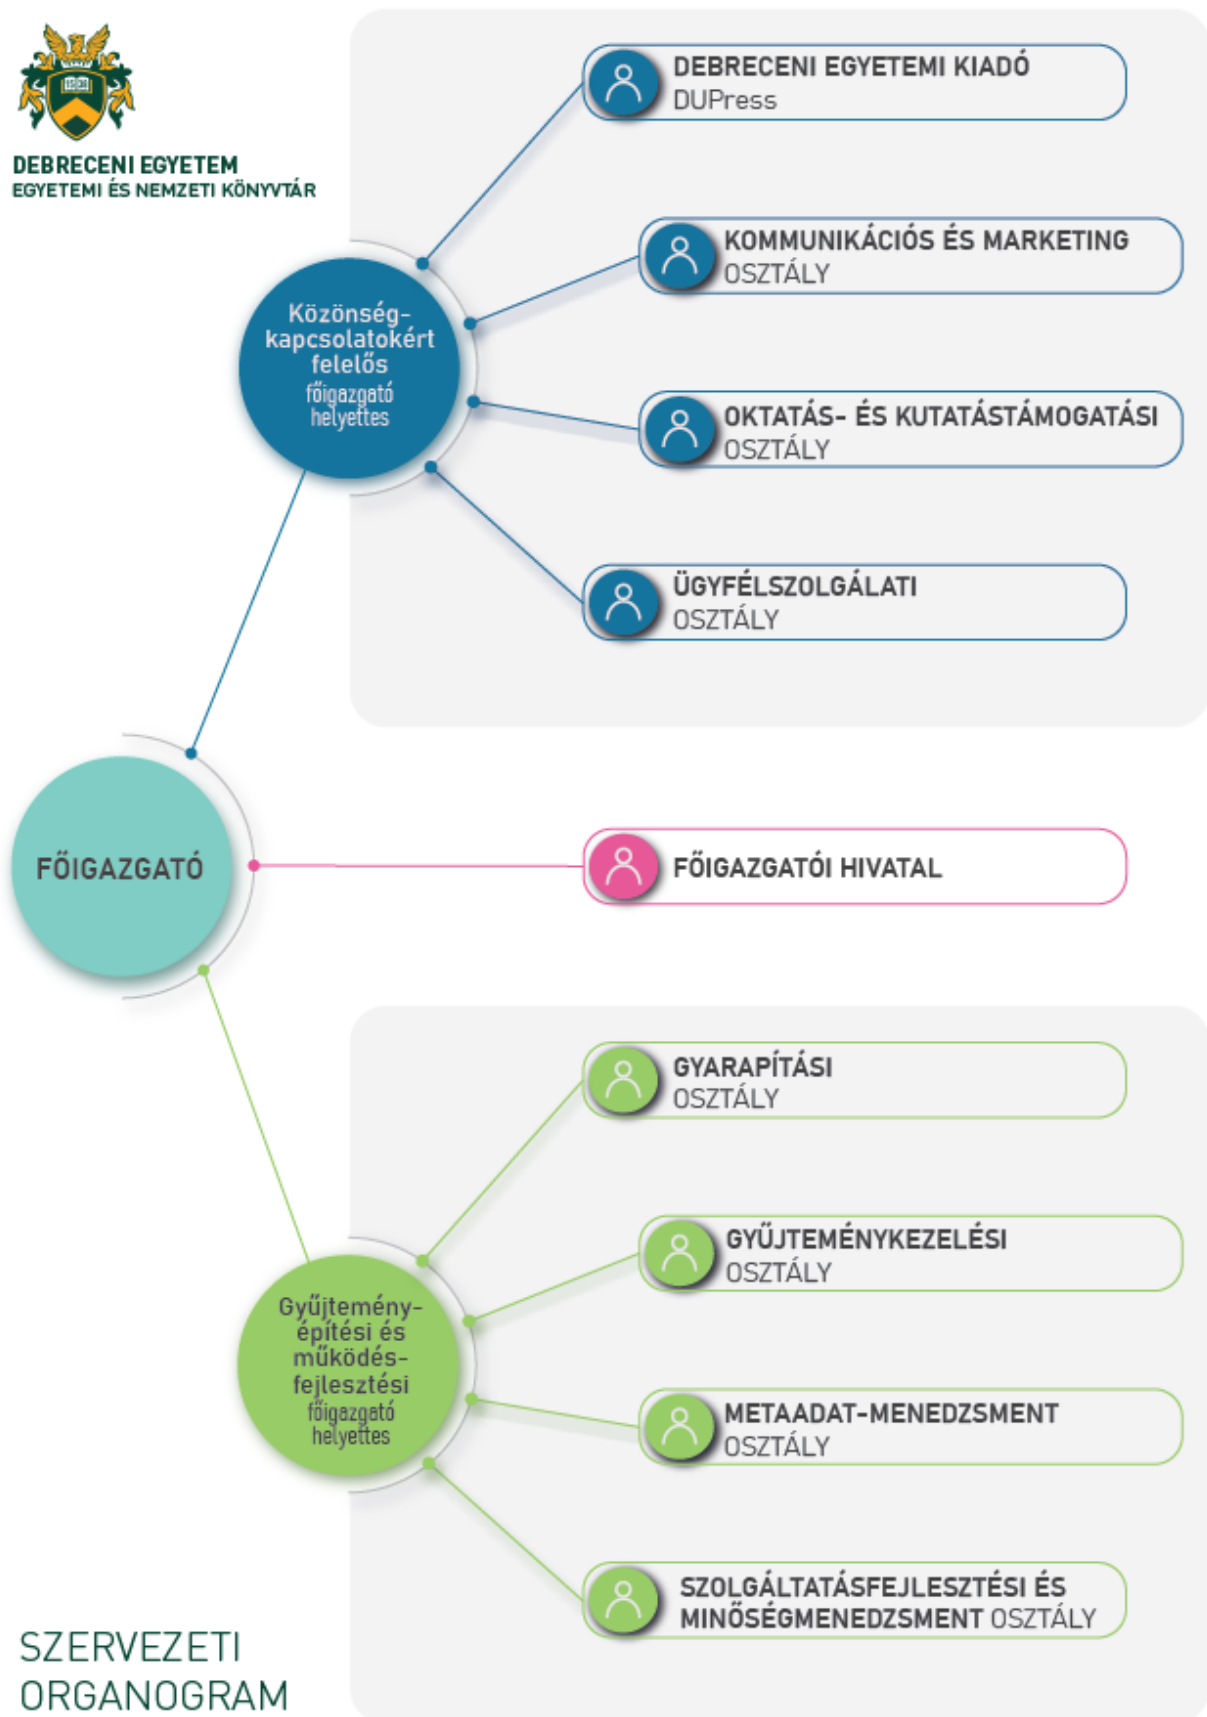 DEBRECENI EGYETEM
EGYETEMI ÉS NEMZETI KÖNYVTÁR
DEBRECENI EGYETEMI KIADÓ
DUPress
KOMMUNIKÁCIÓS ÉS MARKETING
OSZTÁLY
Közönség-
kapcsolatokért
felelős
főigazgató
helyettes
OKTATÁS- ÉS KUTATÁSTÁMOGATÁSI
OSZTÁLY
ÜGYFÉLSZOLGÁLATI
OSZTÁLY
FŐIGAZGATÓ
FŐIGAZGATÓI HIVATAL
GYARAPÍTÁSI
OSZTÁLY
GYŰJTEMÉNYKEZELÉSI
OSZTÁLY
Gyűjtemény-
építési és
működés-
fejlesztési
főigazgató
helyettes
METAADAT-MENEDZSMENT
OSZTÁLY
SZOLGÁLTATÁSFEJLESZTÉSI ÉS
MINŐSÉGMENEDZSMENT OSZTÁLY
SZERVEZETI
ORGANOGRAM